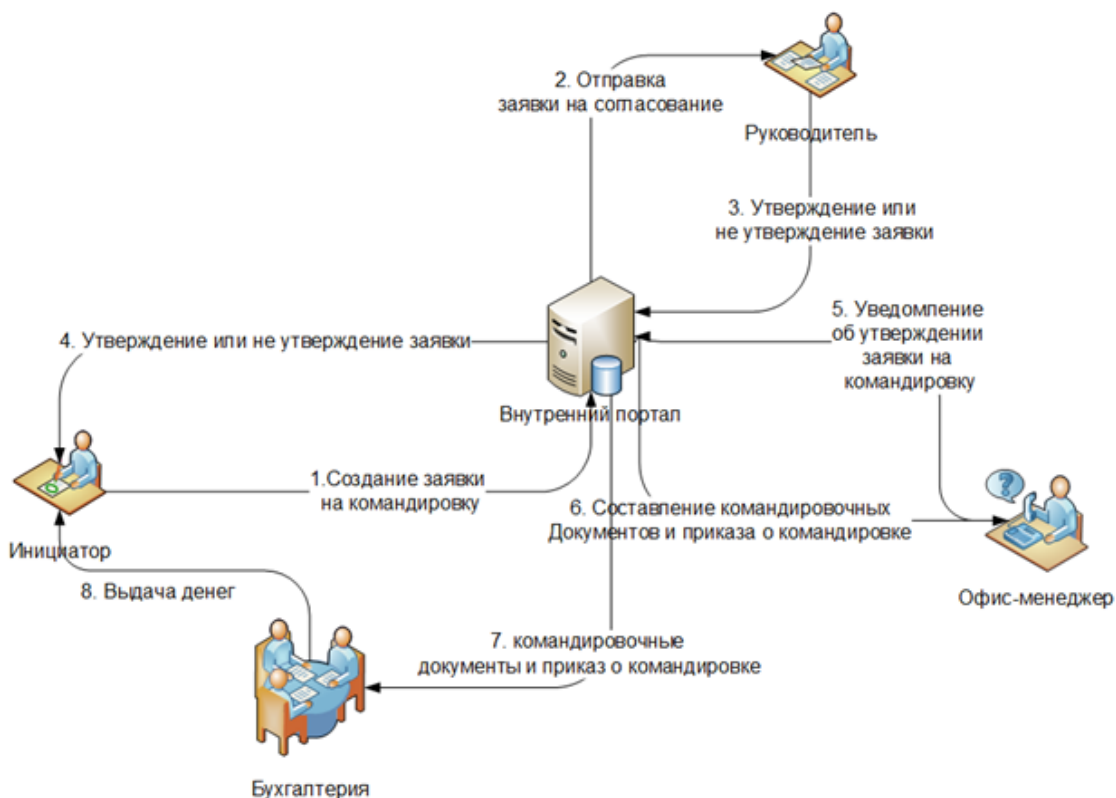 2. Отправка
заявки на согласование
Руководитель
3. Утверждение или
не утверждение заявки
5. Уведомление
об утверждении
заявки на
командировку
4. Утверждение или не утверждение заявки
Внутренний портал
1.Создание заявки
на командировку
6. Составление командировочных
Документов и приказа о командировке
Инициатор
8. Выдача денег
Офис-менеджер
7. командировочные
документы и приказ о командировке
Бухгалтерия